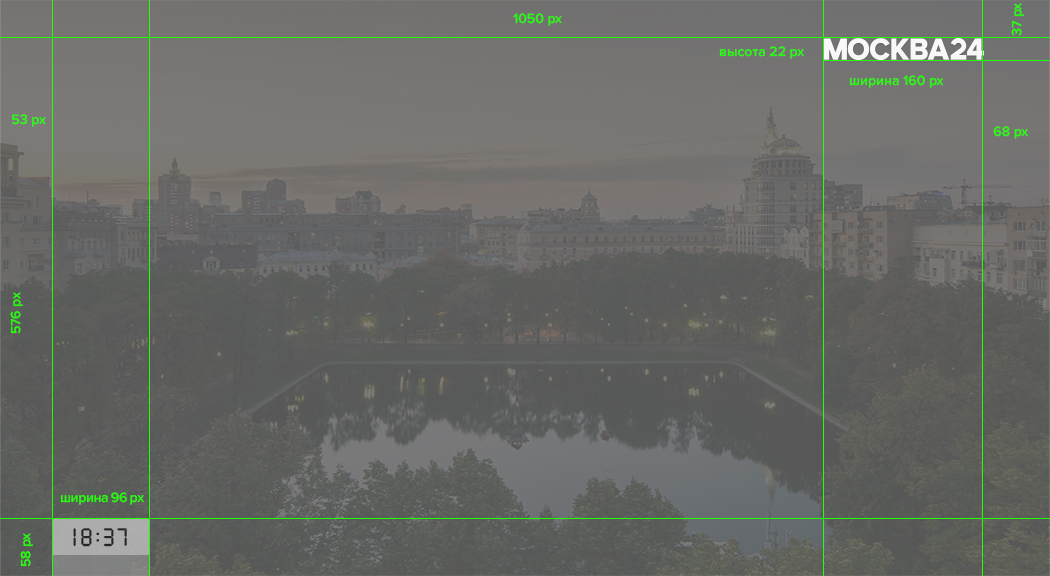 1050 px
37 px
высота 22 px
МОСКВА24
ширина 160 px
53 px
68 px
576 px
ширина 96 px
58 px
18:37